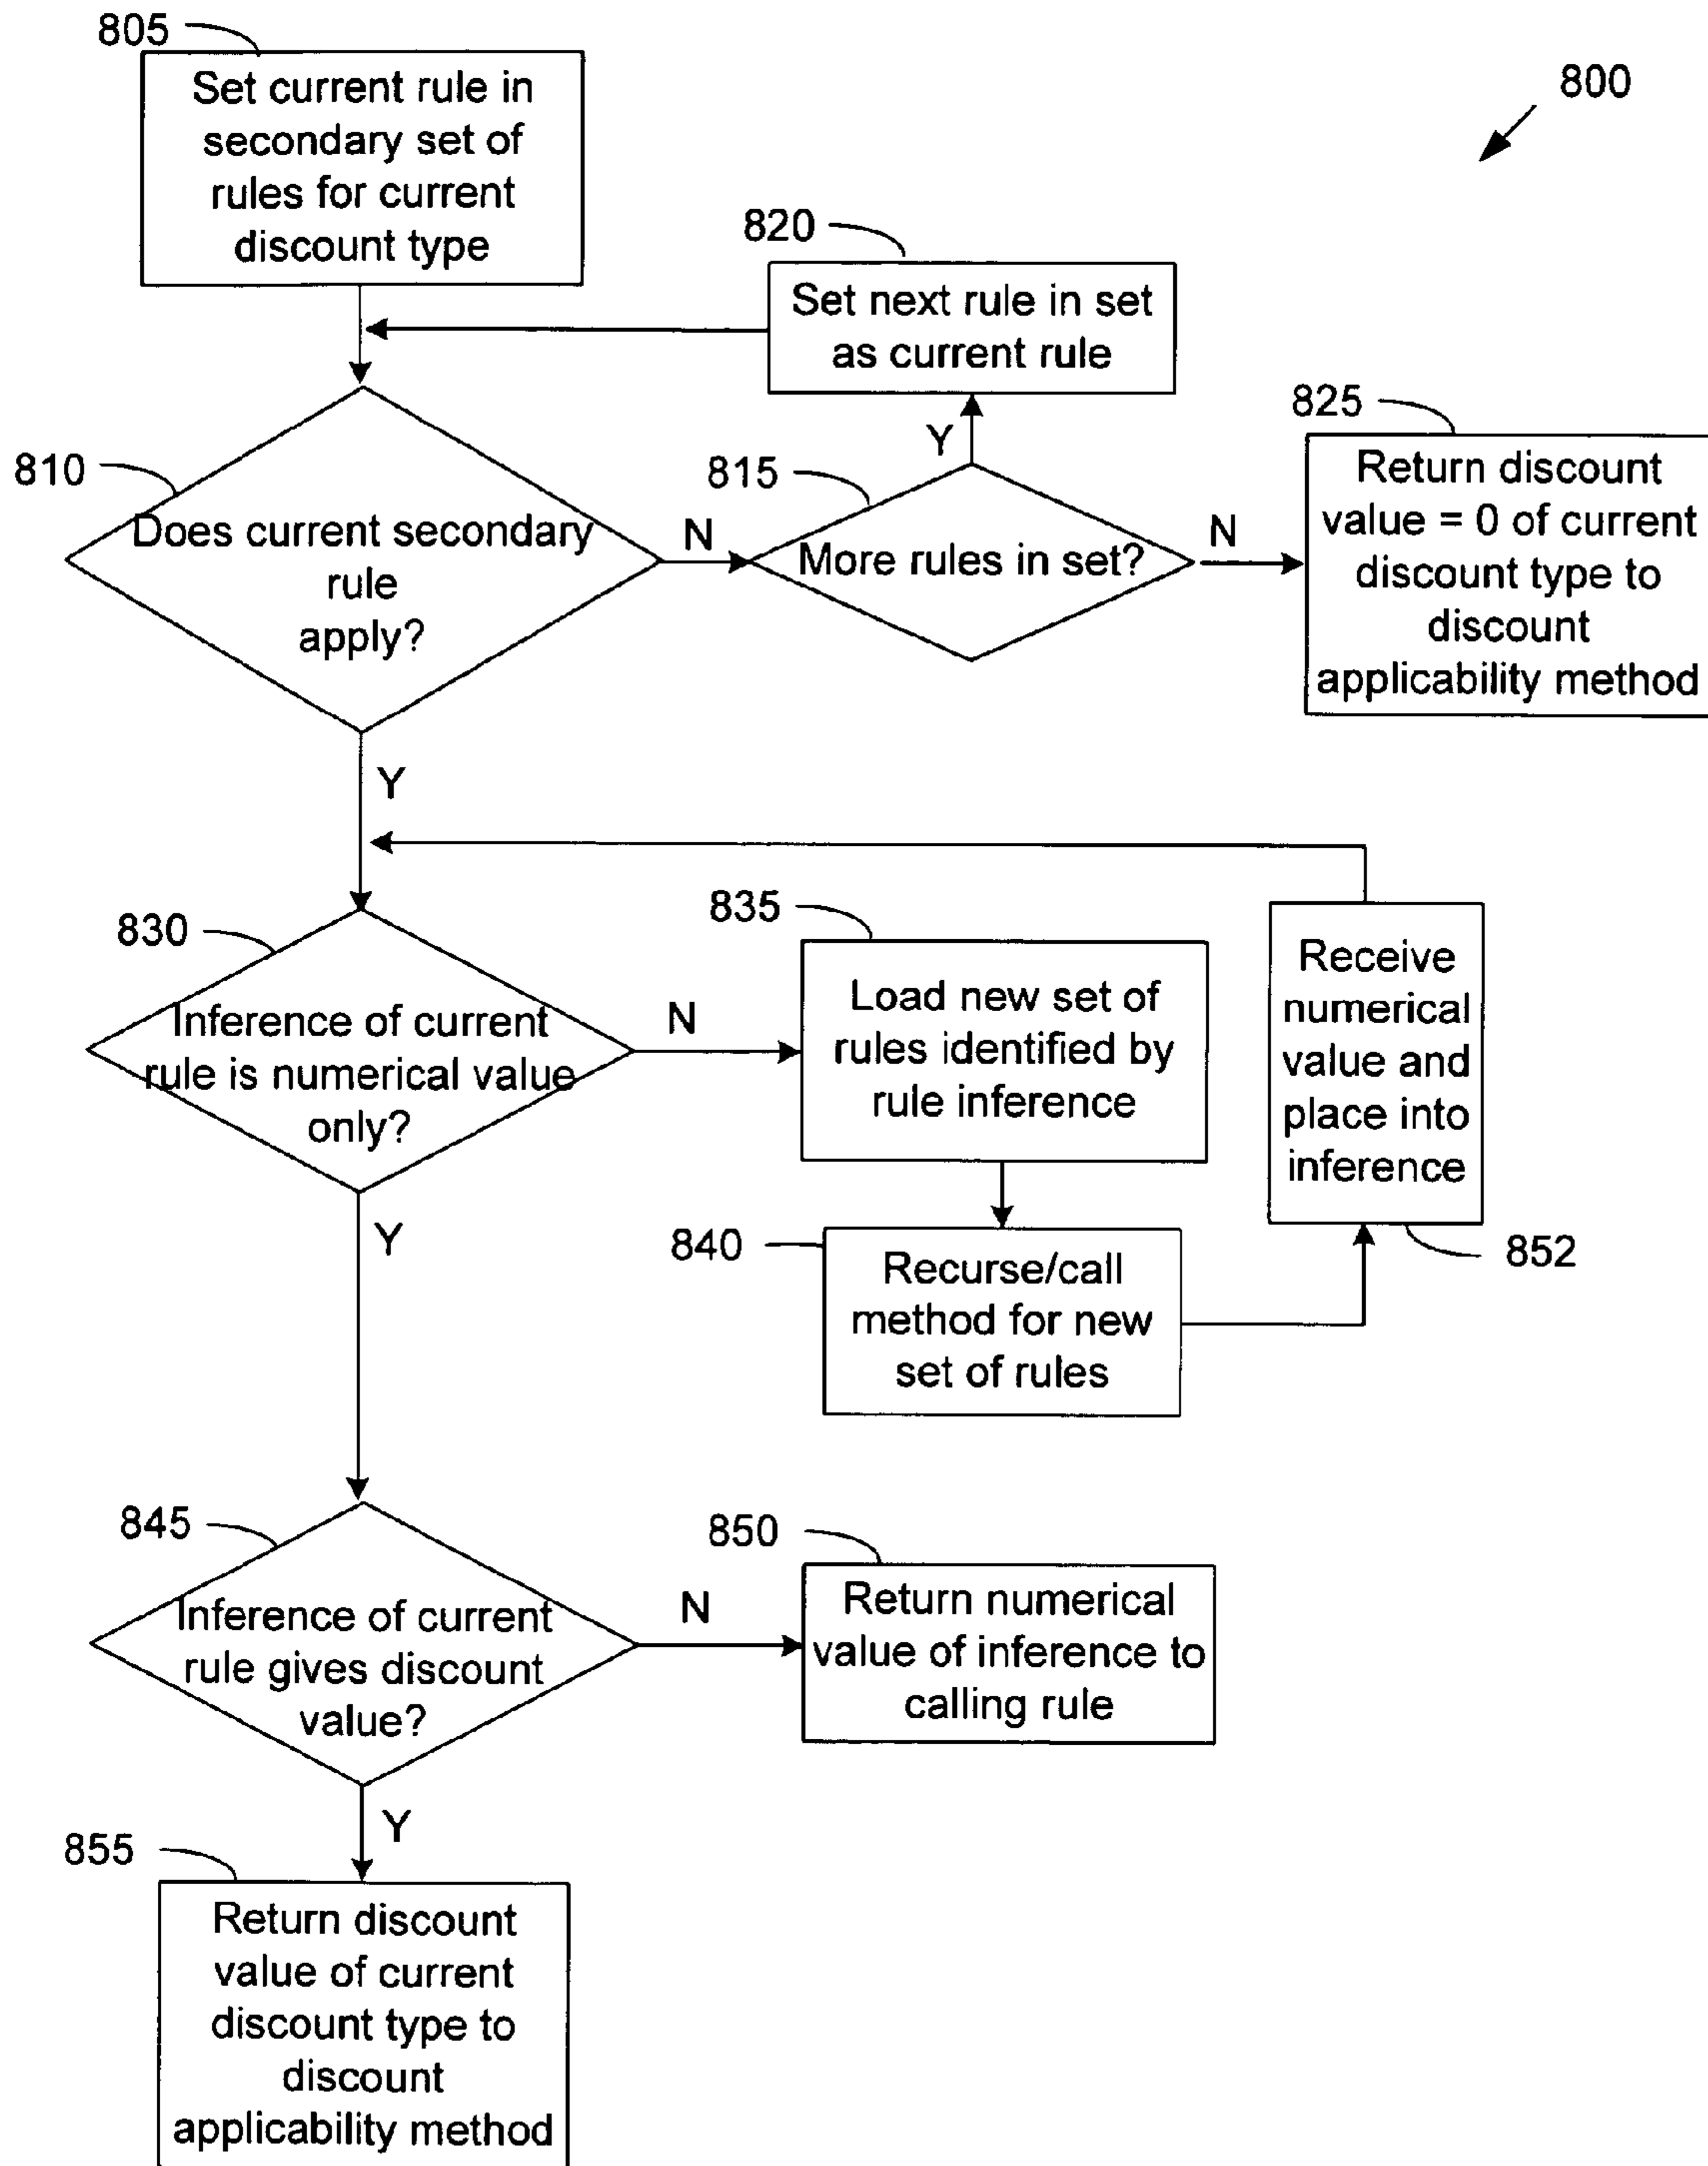 805
Set current rule in
secondary set of
rules for current
discount type
800
820
Set next rule in set
as current rule
825
Return discount
value = 0 of current
discount type to
discount
applicability method
Y
810
Does current secondary
rule
apply?
N
815
More rules in set?
N
Y
830
Inference of current
rule is numerical value
only?
N
835
Load new set of
rules identified by
rule inference
Receive
numerical
value and
place into
inference
852
840
Recurse/call
method for new
set of rules
Y
845
Inference of current
rule gives discount
value?
N
850
Return numerical
value of inference to
calling rule
Y
855
Return discount
value of current
discount type to
discount
applicability method